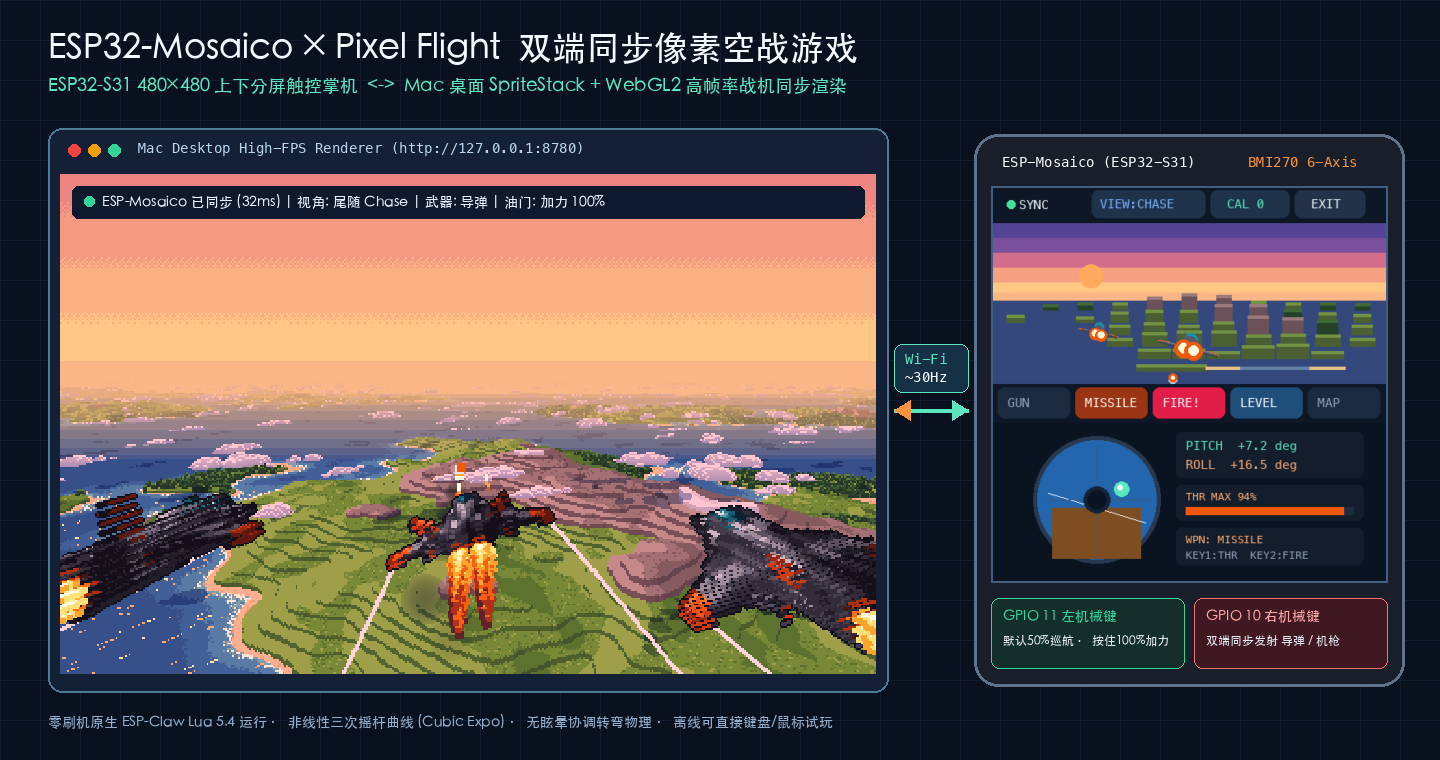 ESP32-Mosaico × Pixel Flight 双端同步像素空战游戏
ESP32-S31 480×480 上下分屏触控掌机 <-> Mac 桌面 SpriteStack + WebGL2 高帧率战机同步渲染
Mac Desktop High-FPS Renderer (http://127.0.0.1:8780)
ESP-Mosaico 已同步 (32ms) | 视角: 尾随 Chase | 武器: 导弹 | 油门: 加力 100%
Wi-Fi
~30Hz
ESP-Mosaico (ESP32-S31) BMI270 6-Axis
SYNC VIEW:CHASE CAL 0 EXIT
GUN MISSILE FIRE! LEVEL MAP
PITCH +7.2 deg
ROLL +16.5 deg
THR MAX 94%
WPN: MISSILE
KEY1:THR KEY2:FIRE
GPIO 11 左机械键
默认50%巡航 · 按住100%加力
GPIO 10 右机械键
双端同步发射 导弹 / 机枪
零刷机原生 ESP-Claw Lua 5.4 运行 · 非线性三次摇杆曲线 (Cubic Expo) · 无眩晕协调转弯物理 · 离线可直接键盘/鼠标试玩